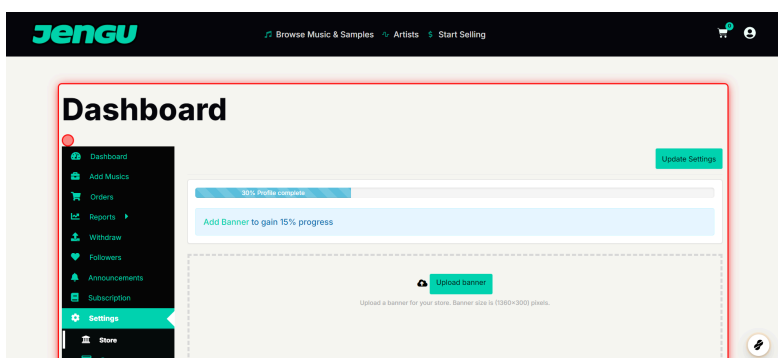 JENGU
Browse Music & Samples
Artists
$ Start Selling
0
Dashboard
Dashboard
Add Musics
Orders
Reports
Withdraw
Followers
Announcements
Subscription
Settings
Store
Update Settings
30% Profile complete
Add Banner to gain 15% progress
Upload banner
Upload a banner for your store. Banner size is (1360×300) pixels.